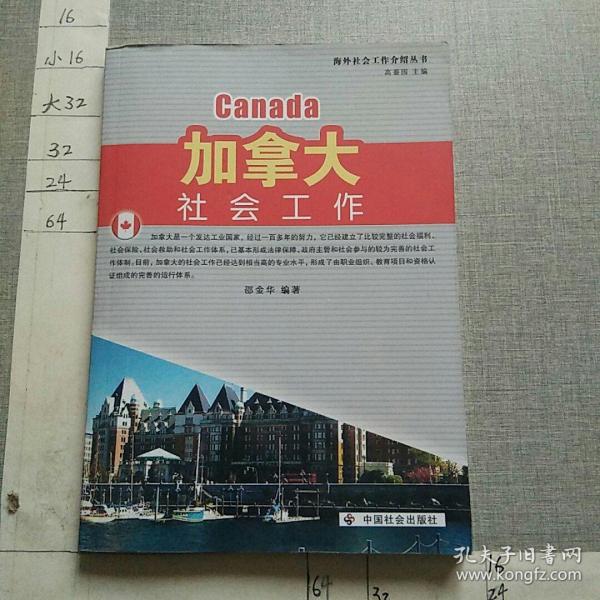 16
小16
大32
32
24
64
海外社会工作介绍丛书
高鉴国 主编
Canada
加拿大
社会工作
加拿大是一个发达工业国家，经过一百多年的努力，它已经建立了比较完整的社会福利、
社会保险、社会救助和社会工作体系，已基本形成法律保障、政府主管和社会参与的较为完善的社会工
作体制。目前，加拿大的社会工作已经达到相当高的专业水平，形成了由职业组织、教育项目和资格认
证组成的完善的运行体系。
邵金华 编著
中国社会出版社
孔夫子旧书网
www.kongfz.com
64
32
16
24